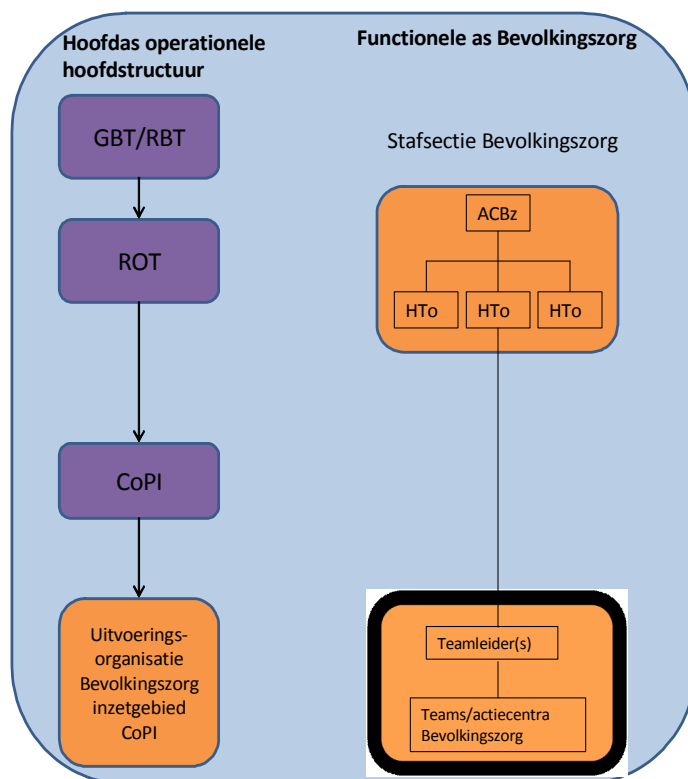 Hoofdas operationele
hoofdstructuur
GBT/RBT
ROT
CoPI
Uitvoerings-
organisatie
Bevolkingszorg
inzetgebied
CoPI
Functionele as Bevolkingszorg
Stafsectie Bevolkingszorg
ACBz
HTo
HTo
HTo
Teamleider(s)
Teams/actiecentra
Bevolkingszorg